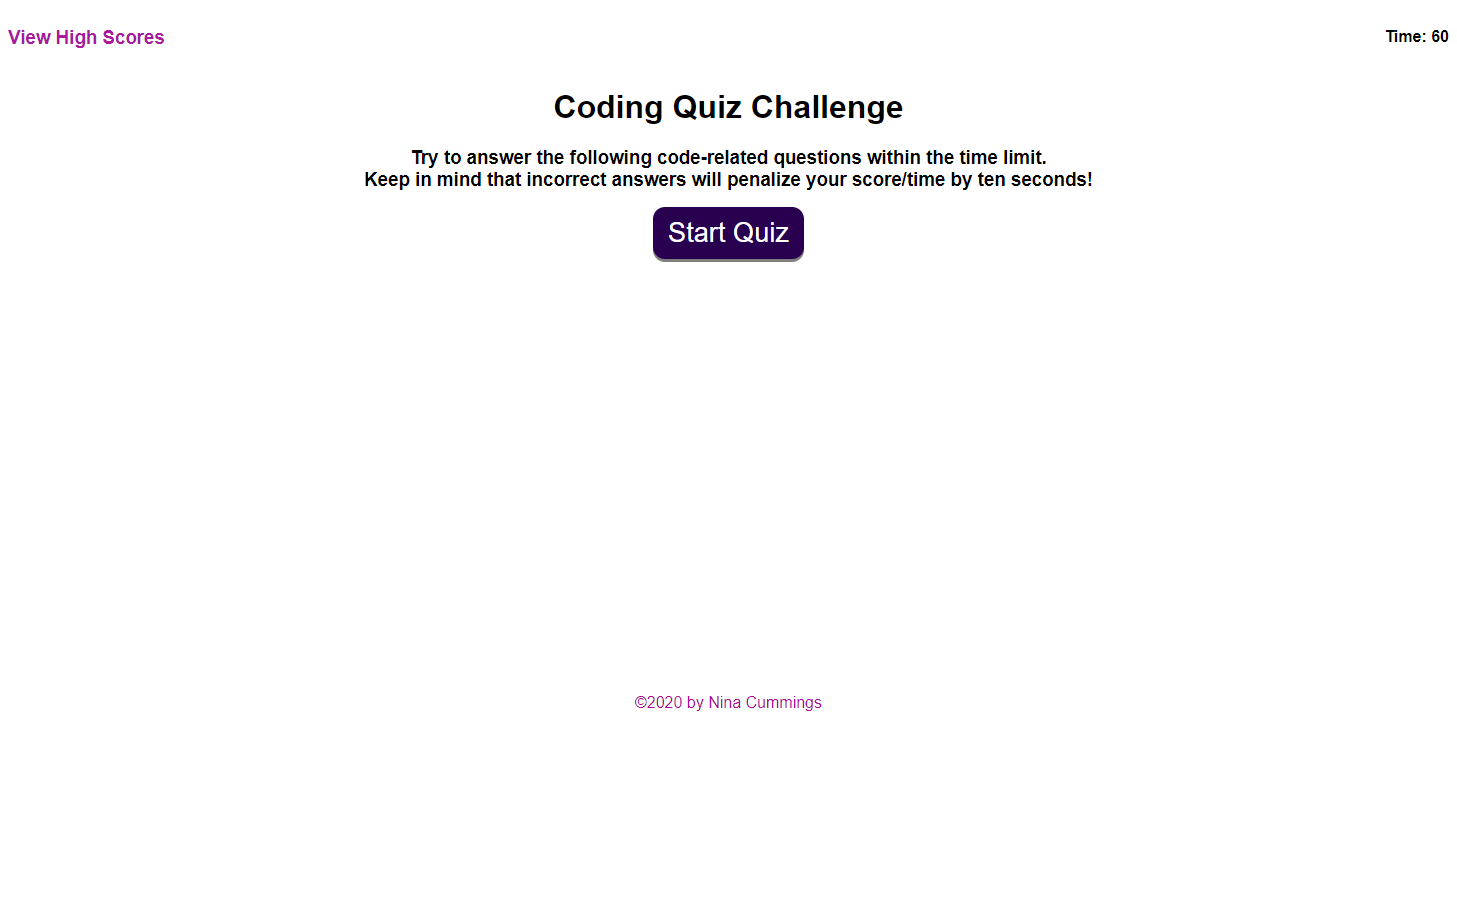 View High Scores
Time: 60
Coding Quiz Challenge
Try to answer the following code-related questions within the time limit.
Keep in mind that incorrect answers will penalize your score/time by ten seconds!
Start Quiz
©2020 by Nina Cummings